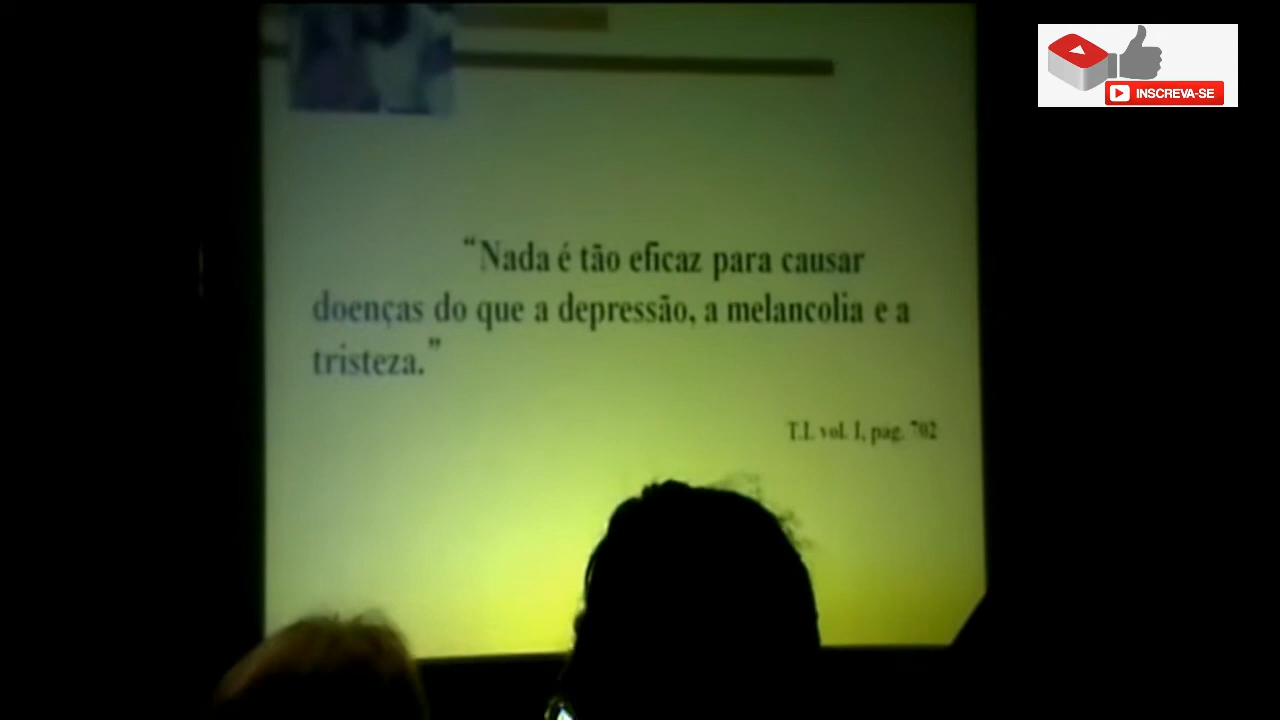 INSCREVA-SE
“Nada é tão eficaz para causar
doenças do que a depressão, a melancolia e a
tristeza.”
T.I. vol. I, pag. 702